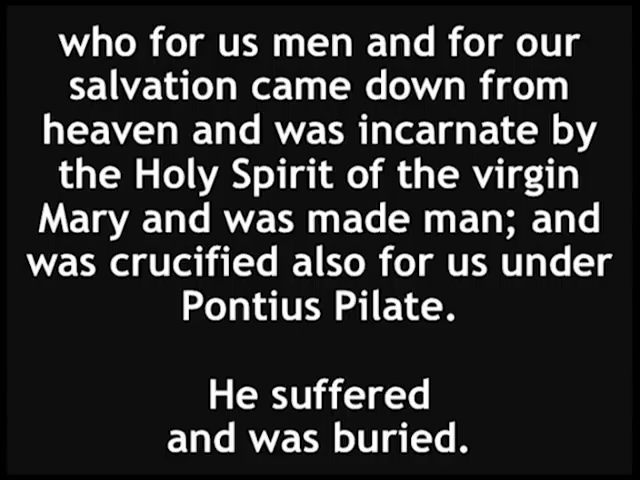 who for us men and for our
salvation came down from
heaven and was incarnate by
the Holy Spirit of the virgin
Mary and was made man; and
was crucified also for us under
Pontius Pilate.
He suffered
and was buried.